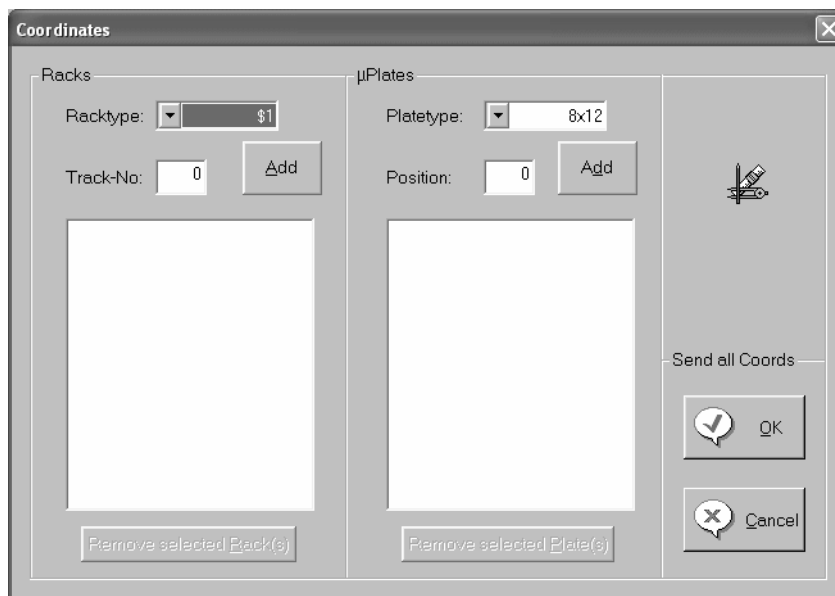 Coordinates
Racks
Racktype: $1
Track-No: 0 Add
Remove selected Rack(s)
µPlates
Platetype: 8x12
Position: 0 Add
Remove selected Plate(s)
Send all Coords
OK
Cancel